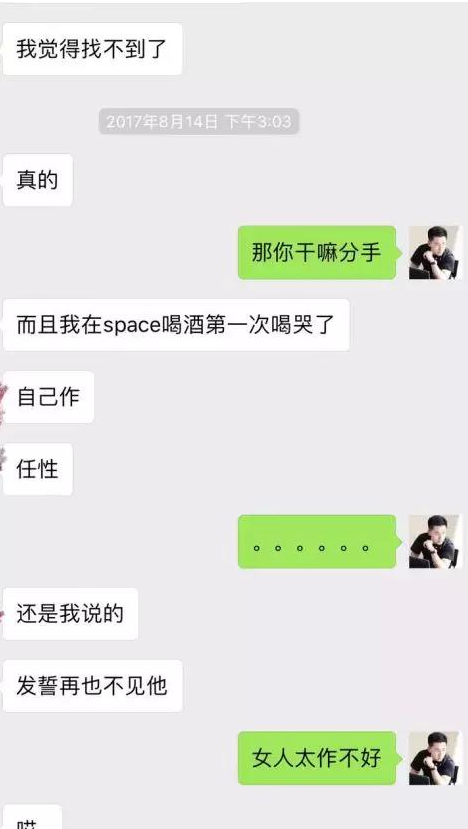 我觉得找不到了
2017年8月14日 下午3:03
真的
那你干嘛分手
而且我在space喝酒第一次喝哭了
自己作
任性
。。。。。。
还是我说的
发誓再也不见他
女人太作不好